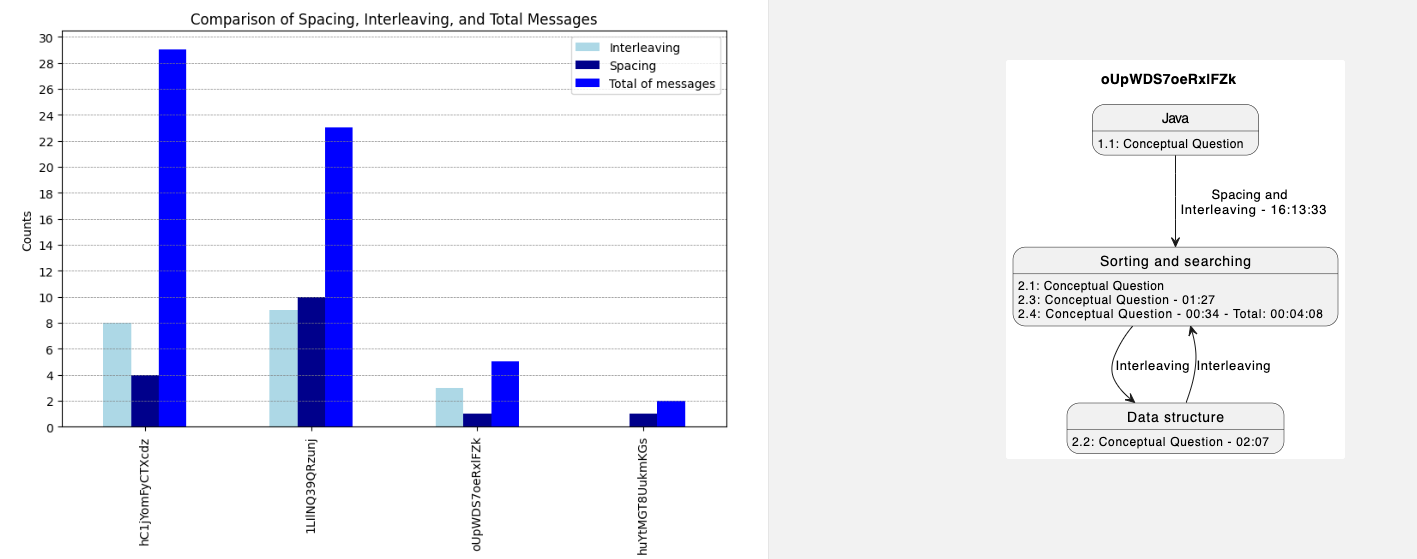 Comparison of Spacing, Interleaving, and Total Messages
30
28
26
24
22
20
18
16
14
12
10
8
6
4
2
0
Counts
Interleaving
Spacing
Total of messages
hC1jYomFyCTXcdz
1LlINQ39QRzunj
oUpWDS7oeRxlFZk
huYtMGT8UukmKGs
oUpWDS7oeRxlFZk
Java
1.1: Conceptual Question
Spacing and
Interleaving - 16:13:33
Sorting and searching
2.1: Conceptual Question
2.3: Conceptual Question - 01:27
2.4: Conceptual Question - 00:34 - Total: 00:04:08
Interleaving
Interleaving
Data structure
2.2: Conceptual Question - 02:07